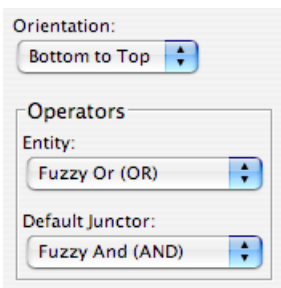 Orientation:
Bottom to Top
Operators
Entity:
Fuzzy Or (OR)
Default Junctor:
Fuzzy And (AND)